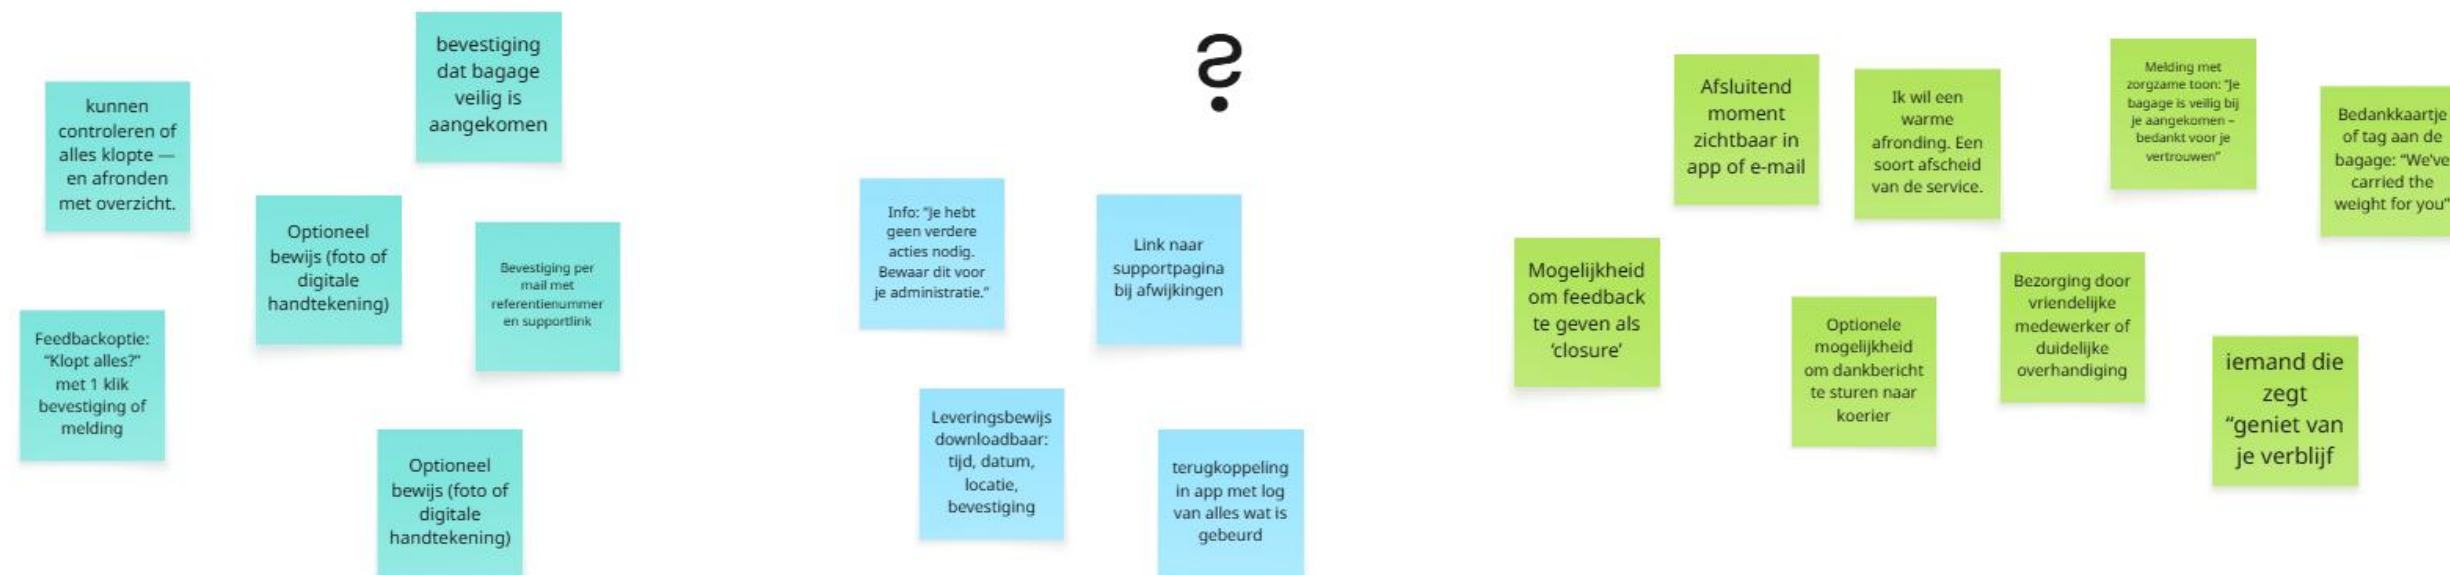 kunnen
controleren of
alles klopte —
en afronden
met overzicht.
bevestiging
dat bagage
veilig is
aangekomen
Optioneel
bewijs (foto of
digitale
handtekening)
Bevestiging per
mail met
referentienummer
en supportlink
Feedbackoptie:
“Klopt alles?”
met 1 klik
bevestiging of
melding
Optioneel
bewijs (foto of
digitale
handtekening)
?
Info: “Je hebt
geen verdere
acties nodig.
Bewaar dit voor
je administratie.”
Link naar
supportpagina
bij afwijkingen
Leveringsbewijs
downloadbaar:
tijd, datum,
locatie,
bevestiging
terugkoppeling
in app met log
van alles wat is
gebeurd
Afsluitend
moment
zichtbaar in
app of e-mail
Ik wil een
warme
afronding. Een
soort afscheid
van de service.
Melding met
zorgzame toon: “Je
bagage is veilig bij
je aangekomen –
bedankt voor je
vertrouwen”
Bedankkaartje
of tag aan de
bagage: “We’ve
carried the
weight for you”
Mogelijkheid
om feedback
te geven als
‘closure’
Optionele
mogelijkheid
om dankbericht
te sturen naar
koerier
Bezorging door
vriendelijke
medewerker of
duidelijke
overhandiging
iemand die
zegt
“geniet van
je verblijf